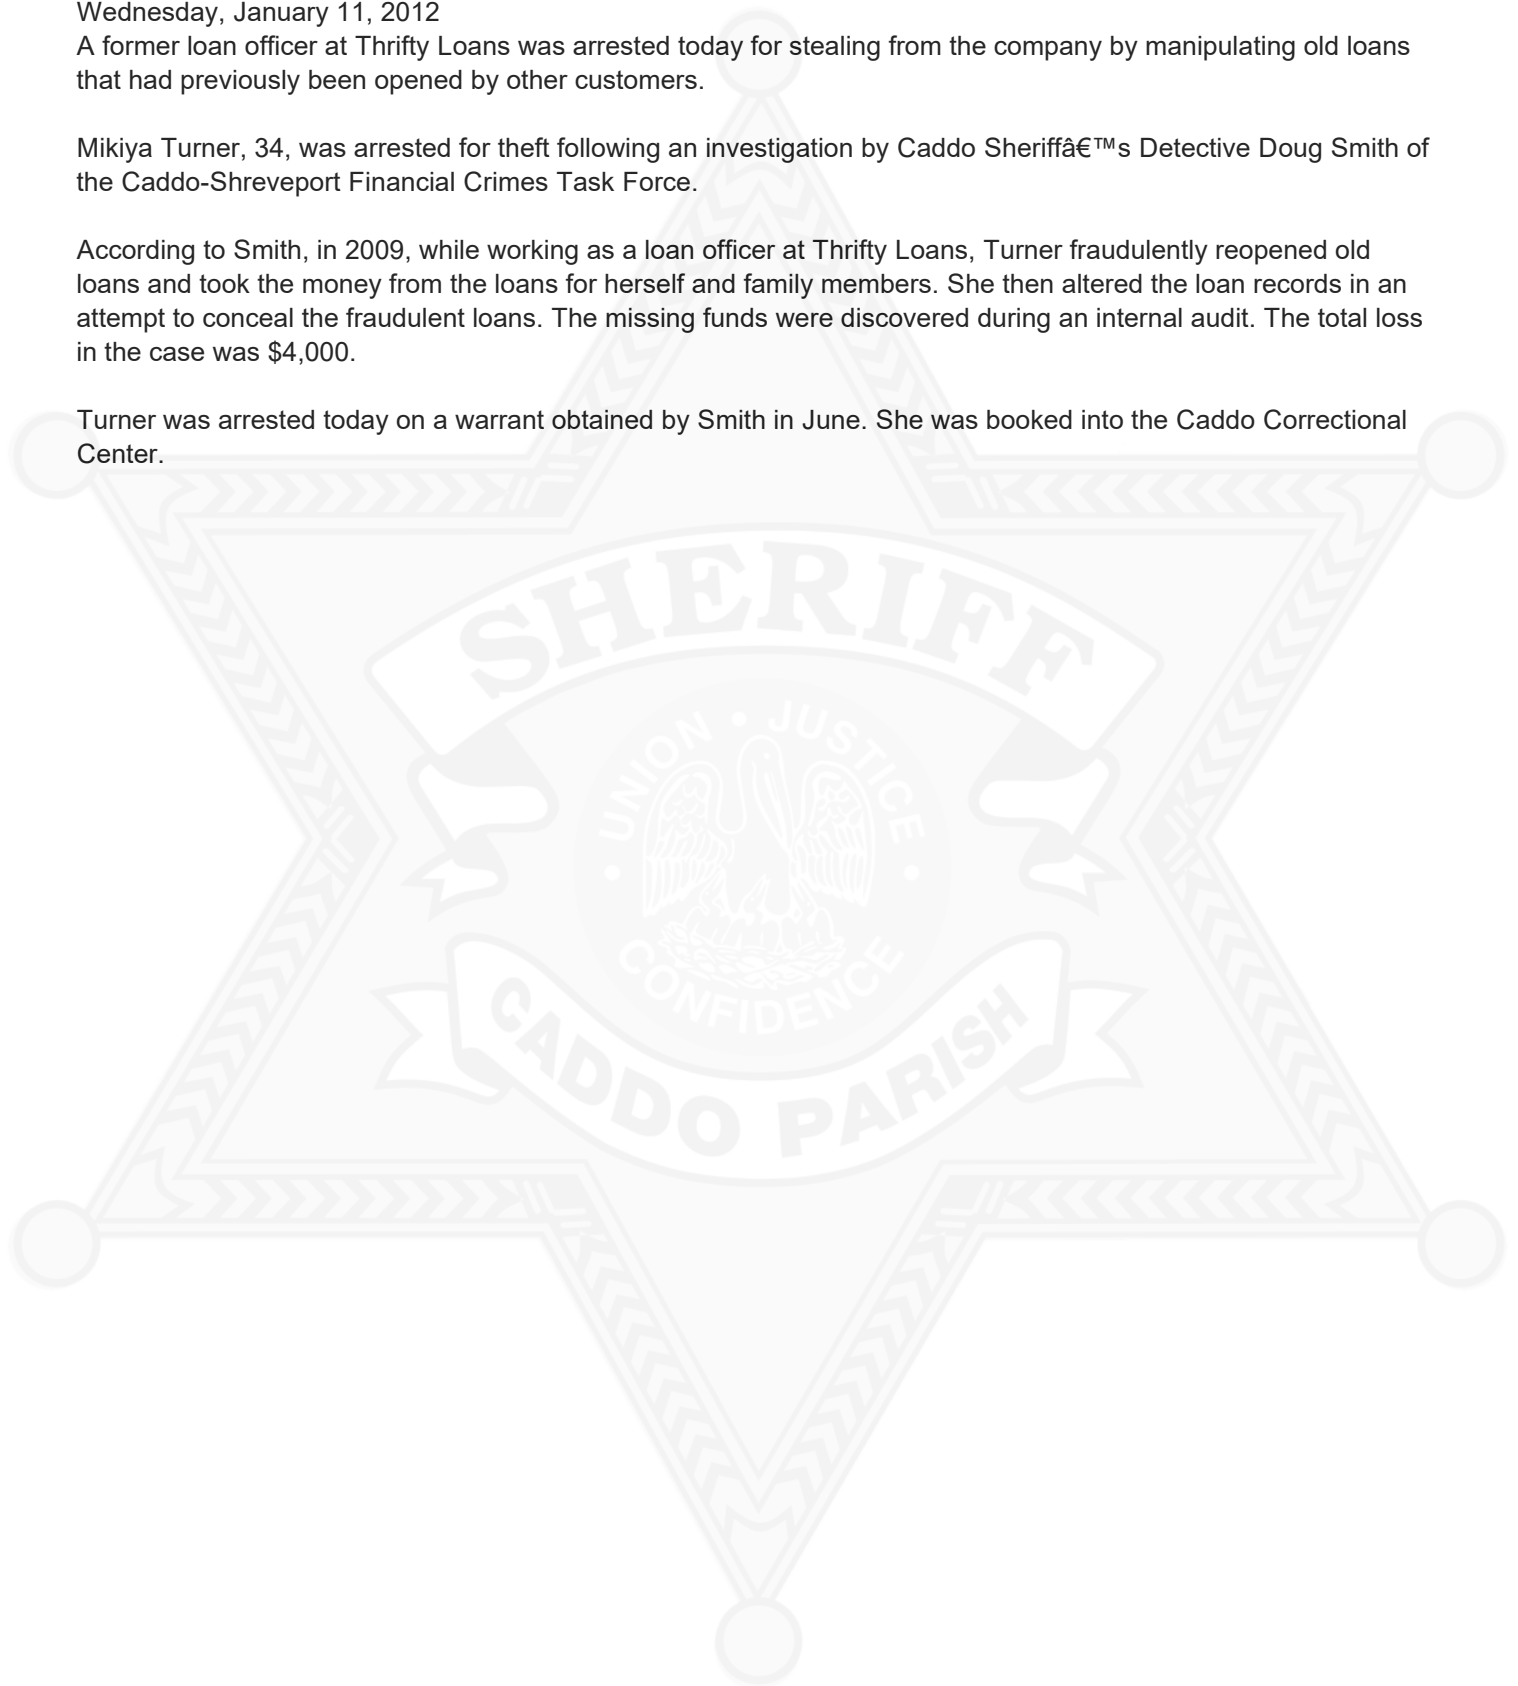 Wednesday, January 11, 2012
A former loan officer at Thrifty Loans was arrested today for stealing from the company by manipulating old loans
that had previously been opened by other customers.
Mikiya Turner, 34, was arrested for theft following an investigation by Caddo Sheriffâ€™s Detective Doug Smith of
the Caddo-Shreveport Financial Crimes Task Force.
According to Smith, in 2009, while working as a loan officer at Thrifty Loans, Turner fraudulently reopened old
loans and took the money from the loans for herself and family members. She then altered the loan records in an
attempt to conceal the fraudulent loans. The missing funds were discovered during an internal audit. The total loss
in the case was $4,000.
Turner was arrested today on a warrant obtained by Smith in June. She was booked into the Caddo Correctional
Center.
SHERIFF
UNION • JUSTICE
• CONFIDENCE •
CADDO PARISH